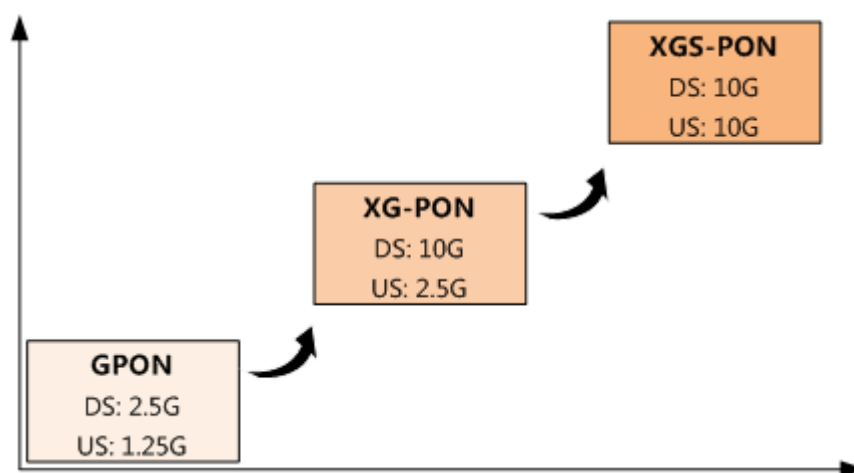 XGS-PON
DS: 10G
US: 10G
XG-PON
DS: 10G
US: 2.5G
GPON
DS: 2.5G
US: 1.25G